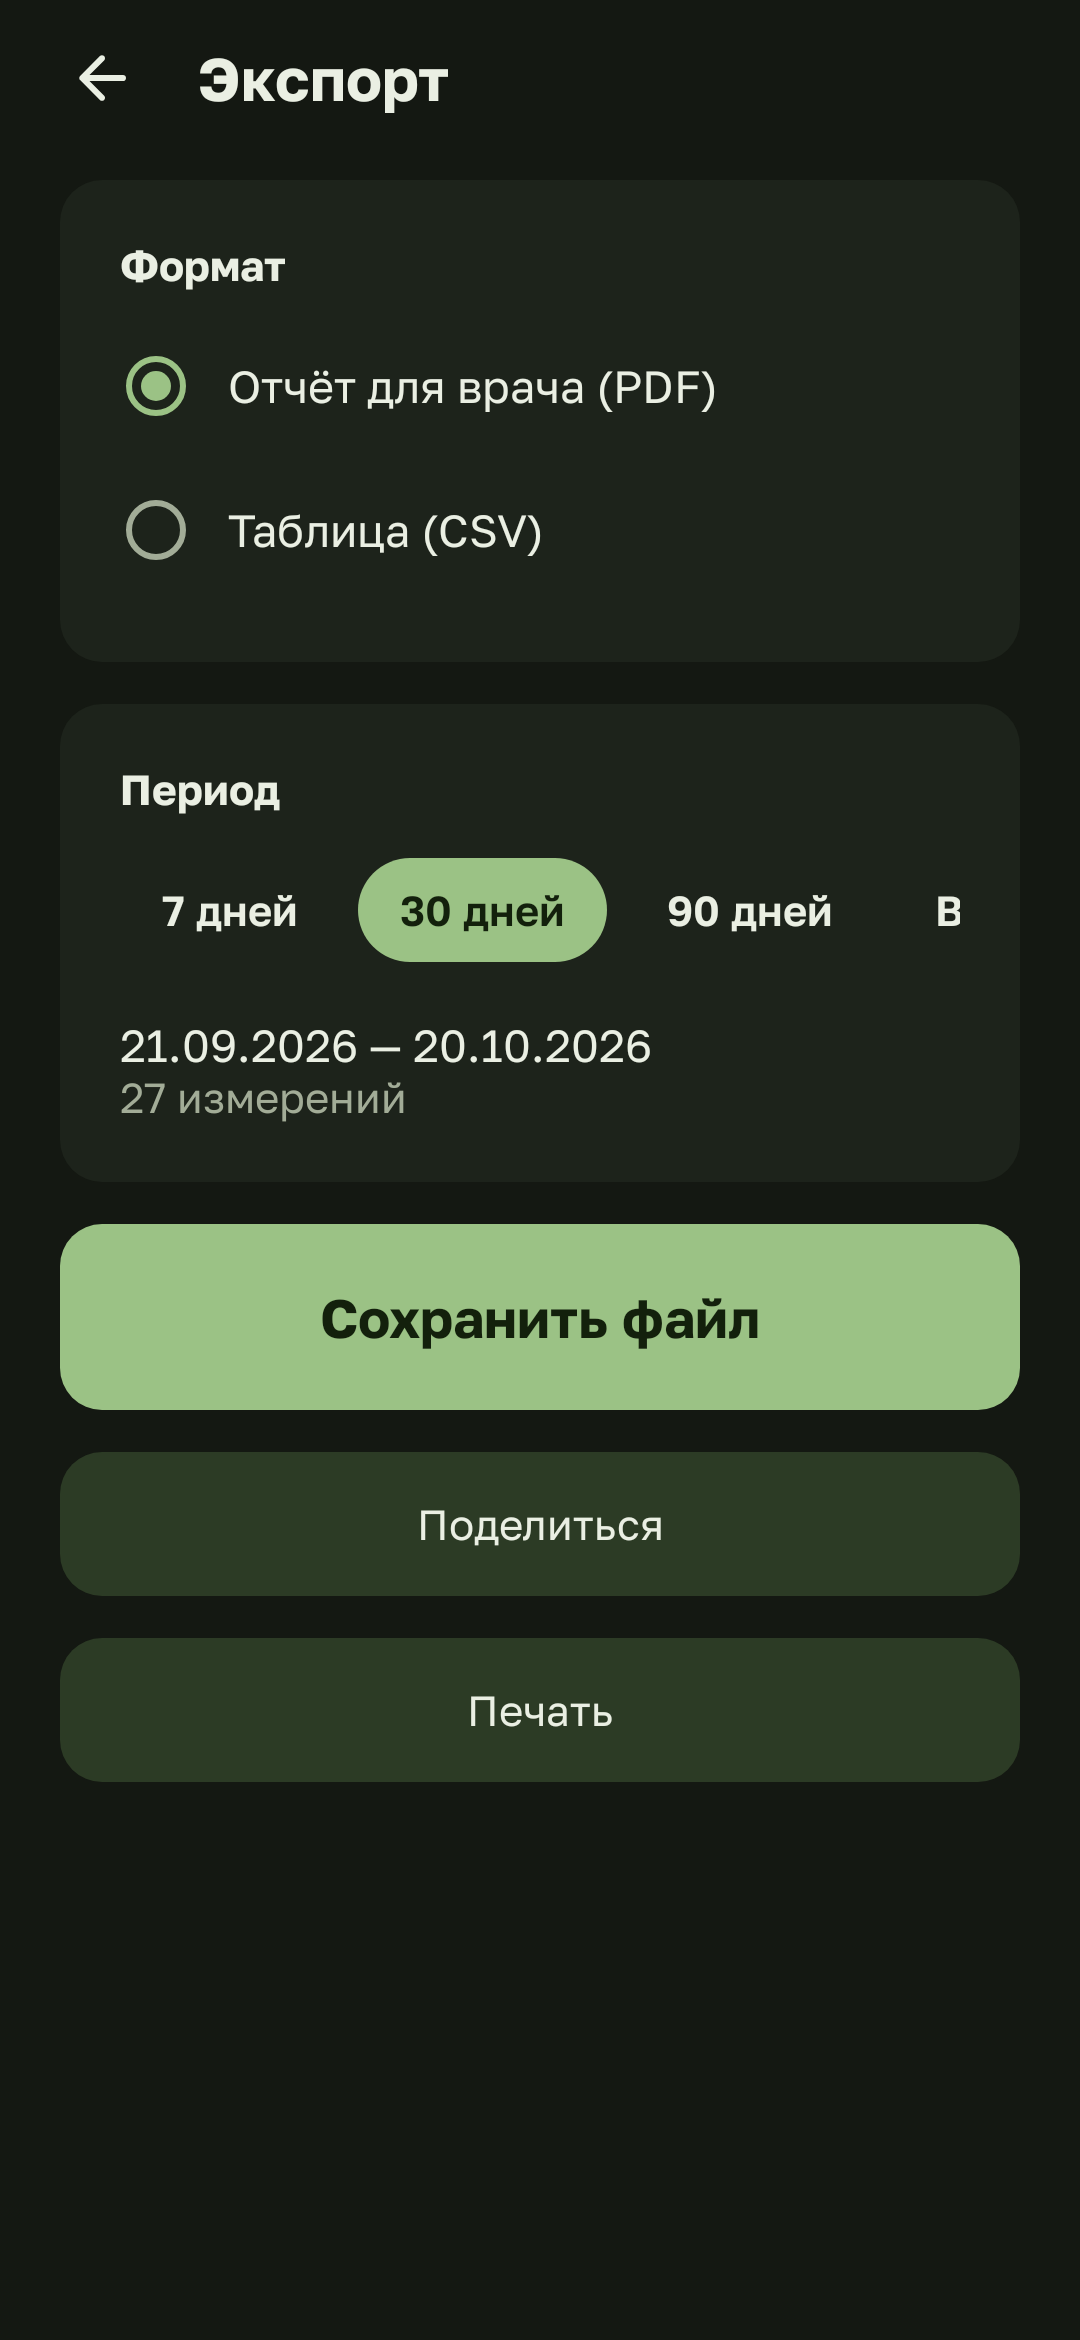 Экспорт
Формат
Отчёт для врача (PDF)
Таблица (CSV)
Период
7 дней
30 дней
90 дней
21.09.2026 — 20.10.2026
27 измерений
Сохранить файл
Поделиться
Печать